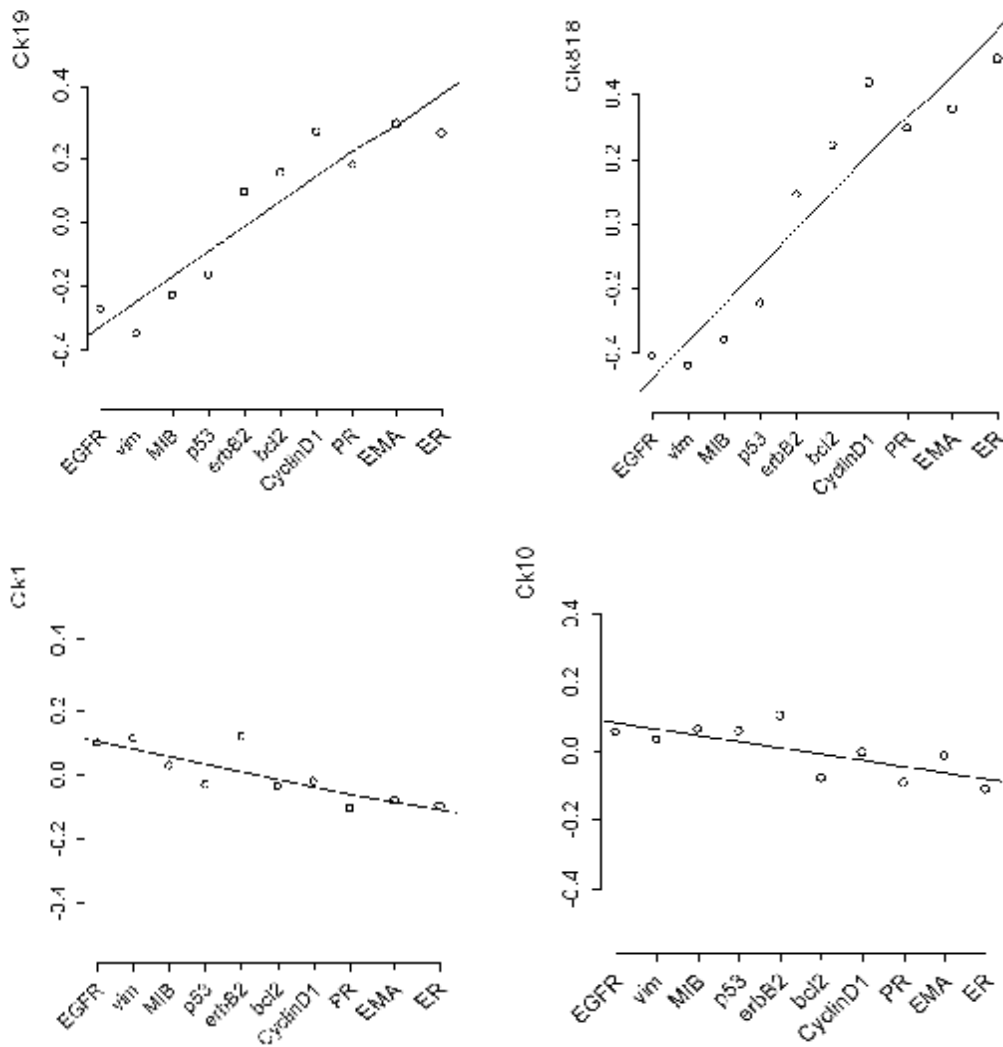 Ck19
0.4
0.2
0.0
-0.2
-0.4
EGFR
vim
MIB
p53
erbB2
bcl2
CyclinD1
PR
EMA
ER
Ck818
0.4
0.2
0.0
-0.2
-0.4
EGFR
vim
MIB
p53
erbB2
bcl2
CyclinD1
PR
EMA
ER
Ck1
0.4
0.2
0.0
-0.2
-0.4
EGFR
vim
MIB
p53
erbB2
bcl2
CyclinD1
PR
EMA
ER
Ck10
0.4
0.2
0.0
-0.2
-0.4
EGFR
vim
MIB
p53
erbB2
bcl2
CyclinD1
PR
EMA
ER